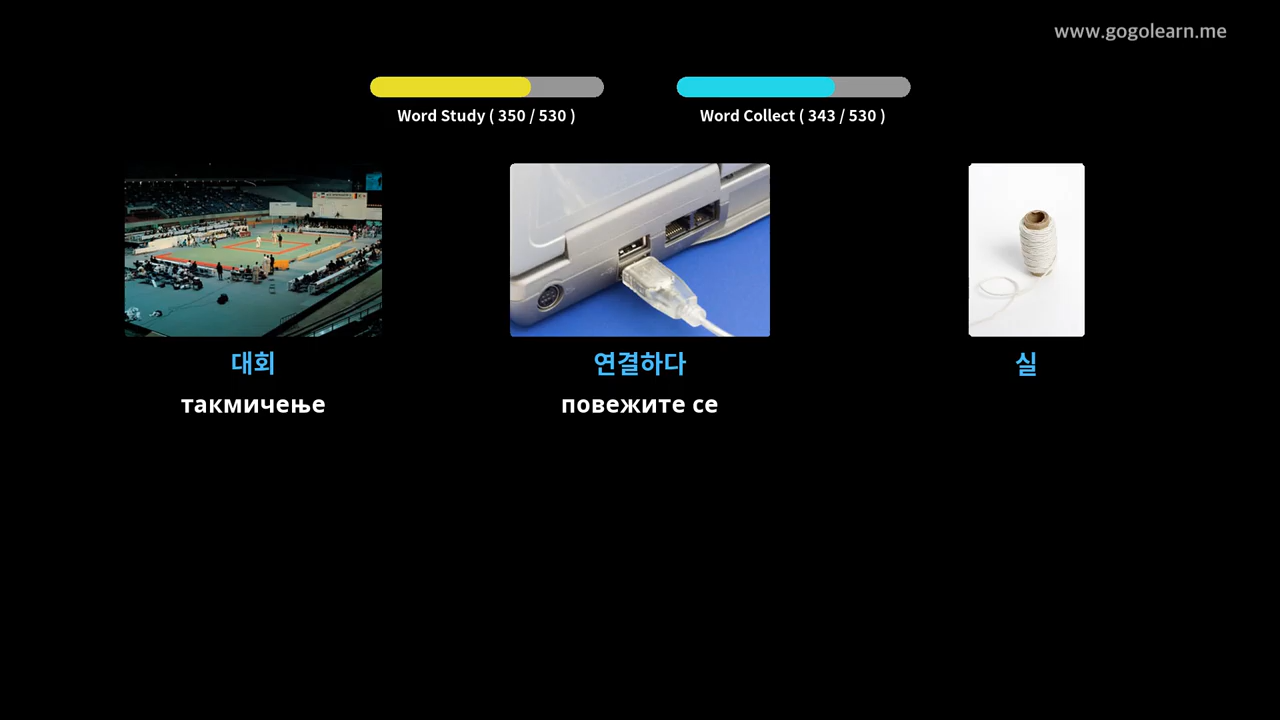 www.gogolearn.me
Word Study ( 350 / 530 )
Word Collect ( 343 / 530 )
대회
연결하다
실
такмичење
повежите се